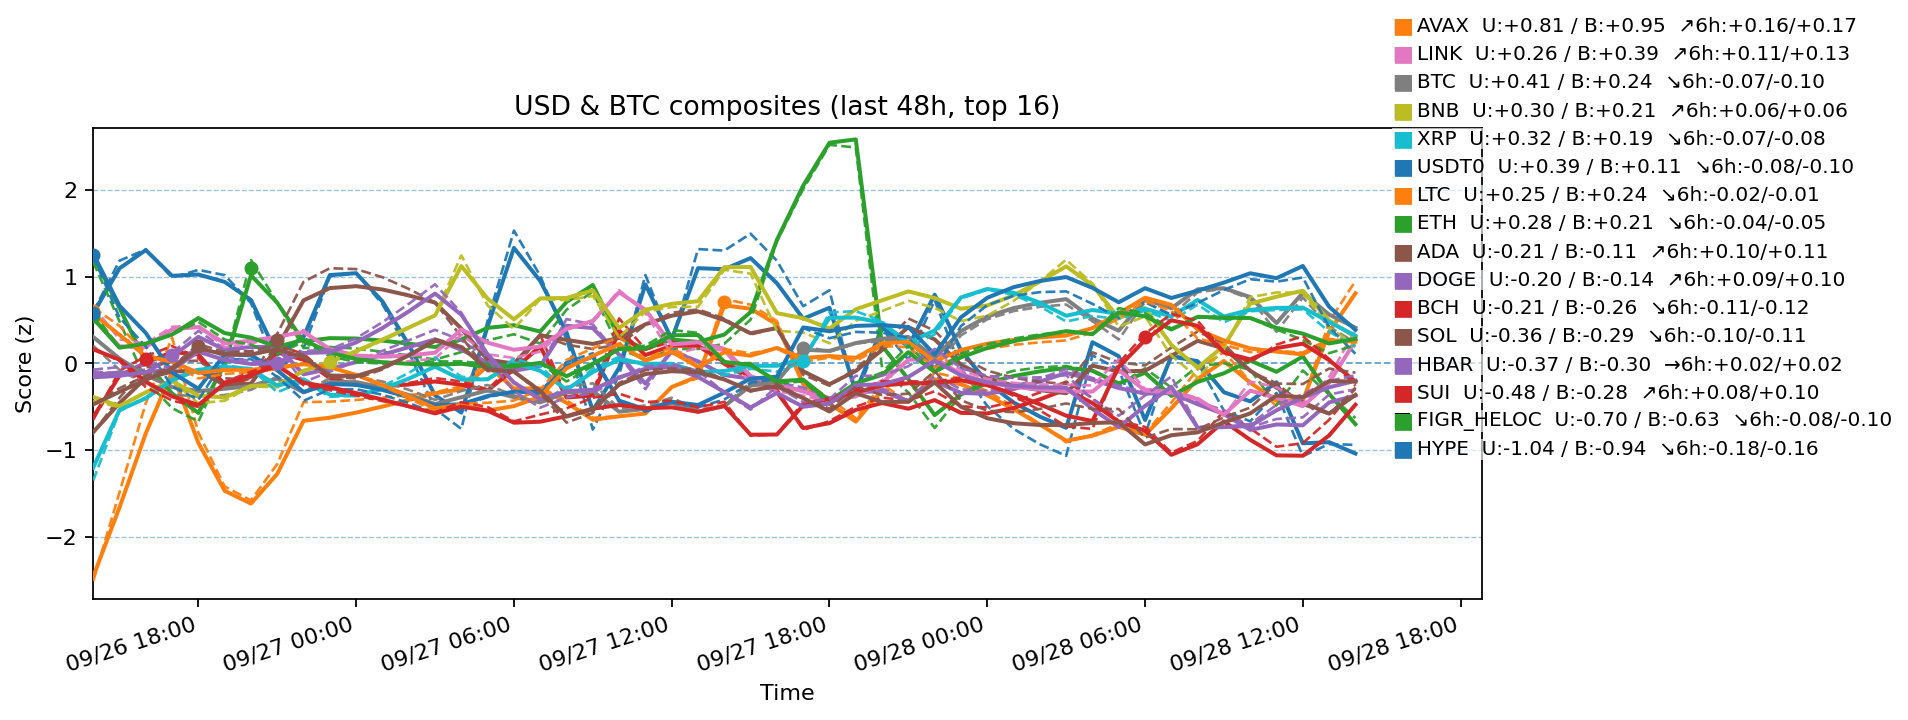 AVAX  U:+0.81 / B:+0.95  ↗6h:+0.16/+0.17
LINK  U:+0.26 / B:+0.39  ↗6h:+0.11/+0.13
BTC  U:+0.41 / B:+0.24  ↘6h:-0.07/-0.10
BNB  U:+0.30 / B:+0.21  ↗6h:+0.06/+0.06
XRP  U:+0.32 / B:+0.19  ↘6h:-0.07/-0.08
USDT0  U:+0.39 / B:+0.11  ↘6h:-0.08/-0.10
LTC  U:+0.25 / B:+0.24  ↘6h:-0.02/-0.01
ETH  U:+0.28 / B:+0.21  ↘6h:-0.04/-0.05
ADA  U:-0.21 / B:-0.11  ↗6h:+0.10/+0.11
DOGE  U:-0.20 / B:-0.14  ↗6h:+0.09/+0.10
BCH  U:-0.21 / B:-0.26  ↘6h:-0.11/-0.12
SOL  U:-0.36 / B:-0.29  ↘6h:-0.10/-0.11
HBAR  U:-0.37 / B:-0.30  →6h:+0.02/+0.02
SUI  U:-0.48 / B:-0.28  ↗6h:+0.08/+0.10
FIGR_HELOC  U:-0.70 / B:-0.63  ↘6h:-0.08/-0.10
HYPE  U:-1.04 / B:-0.94  ↘6h:-0.18/-0.16
USD & BTC composites (last 48h, top 16)
Score (z)
2
1
0
−1
−2
09/26 18:00
09/27 00:00
09/27 06:00
09/27 12:00
09/27 18:00
09/28 00:00
09/28 06:00
09/28 12:00
09/28 18:00
Time